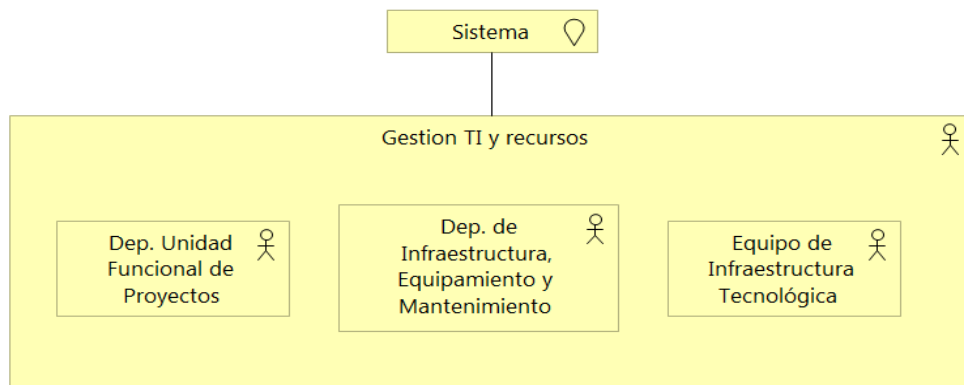 Sistema
Gestion TI y recursos
Dep. Unidad
Funcional de
Proyectos
Dep. de
Infraestructura,
Equipamiento y
Mantenimiento
Equipo de
Infraestructura
Tecnológica